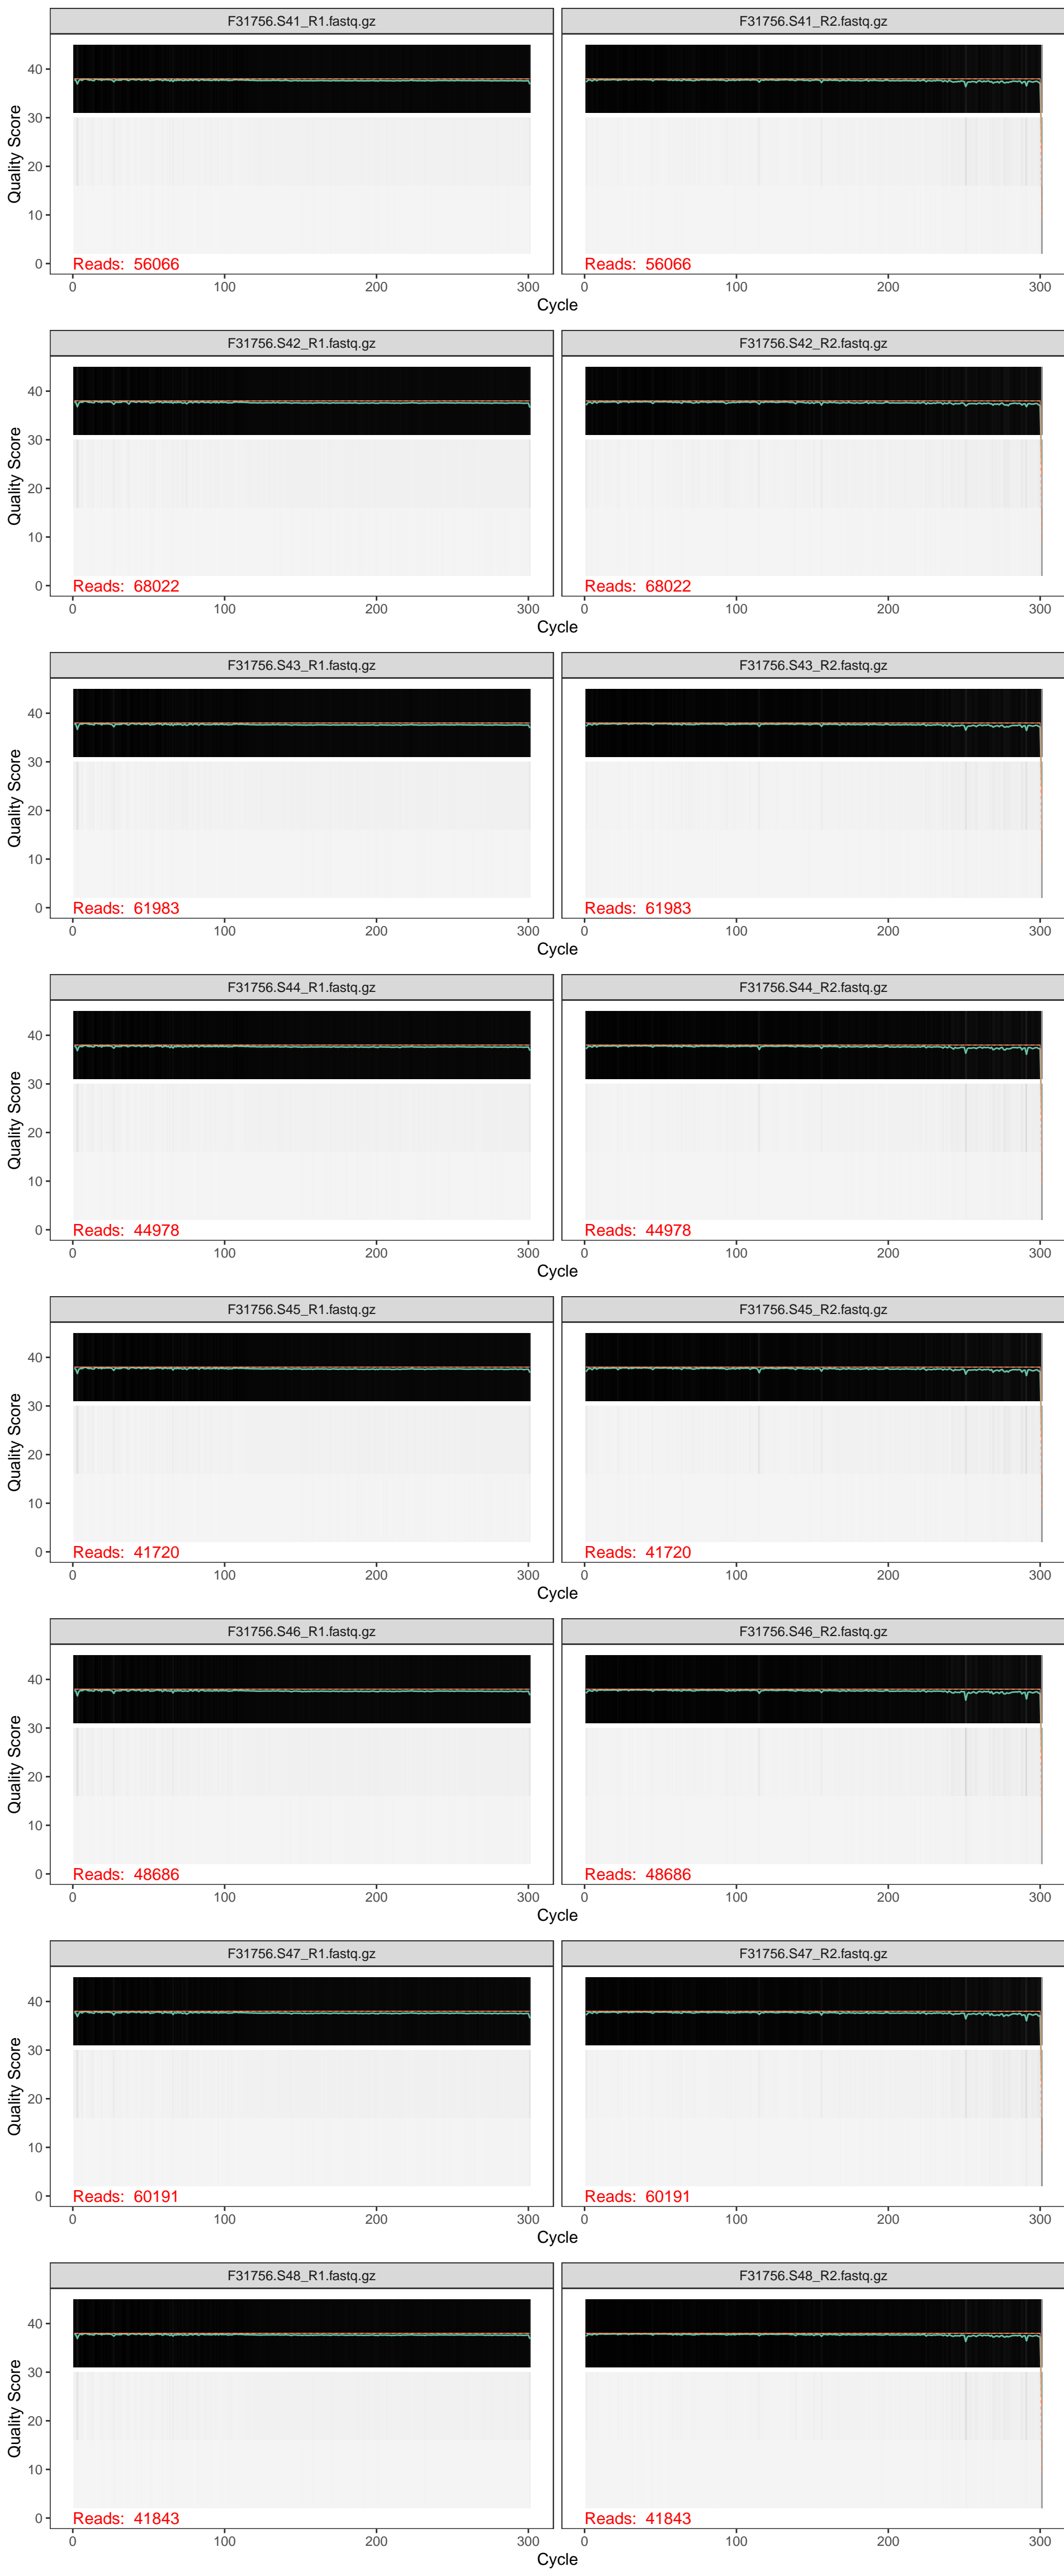 F31756.S41_R1.fastq.gz F31756.S41_R2.fastq.gz
Quality Score
40
30
20
10
0
Reads: 56066 Reads: 56066
0 100 200 300 0 100 200 300
Cycle
F31756.S42_R1.fastq.gz F31756.S42_R2.fastq.gz
Quality Score
40
30
20
10
0
Reads: 68022 Reads: 68022
0 100 200 300 0 100 200 300
Cycle
F31756.S43_R1.fastq.gz F31756.S43_R2.fastq.gz
Quality Score
40
30
20
10
0
Reads: 61983 Reads: 61983
0 100 200 300 0 100 200 300
Cycle
F31756.S44_R1.fastq.gz F31756.S44_R2.fastq.gz
Quality Score
40
30
20
10
0
Reads: 44978 Reads: 44978
0 100 200 300 0 100 200 300
Cycle
F31756.S45_R1.fastq.gz F31756.S45_R2.fastq.gz
Quality Score
40
30
20
10
0
Reads: 41720 Reads: 41720
0 100 200 300 0 100 200 300
Cycle
F31756.S46_R1.fastq.gz F31756.S46_R2.fastq.gz
Quality Score
40
30
20
10
0
Reads: 48686 Reads: 48686
0 100 200 300 0 100 200 300
Cycle
F31756.S47_R1.fastq.gz F31756.S47_R2.fastq.gz
Quality Score
40
30
20
10
0
Reads: 60191 Reads: 60191
0 100 200 300 0 100 200 300
Cycle
F31756.S48_R1.fastq.gz F31756.S48_R2.fastq.gz
Quality Score
40
30
20
10
0
Reads: 41843 Reads: 41843
0 100 200 300 0 100 200 300
Cycle